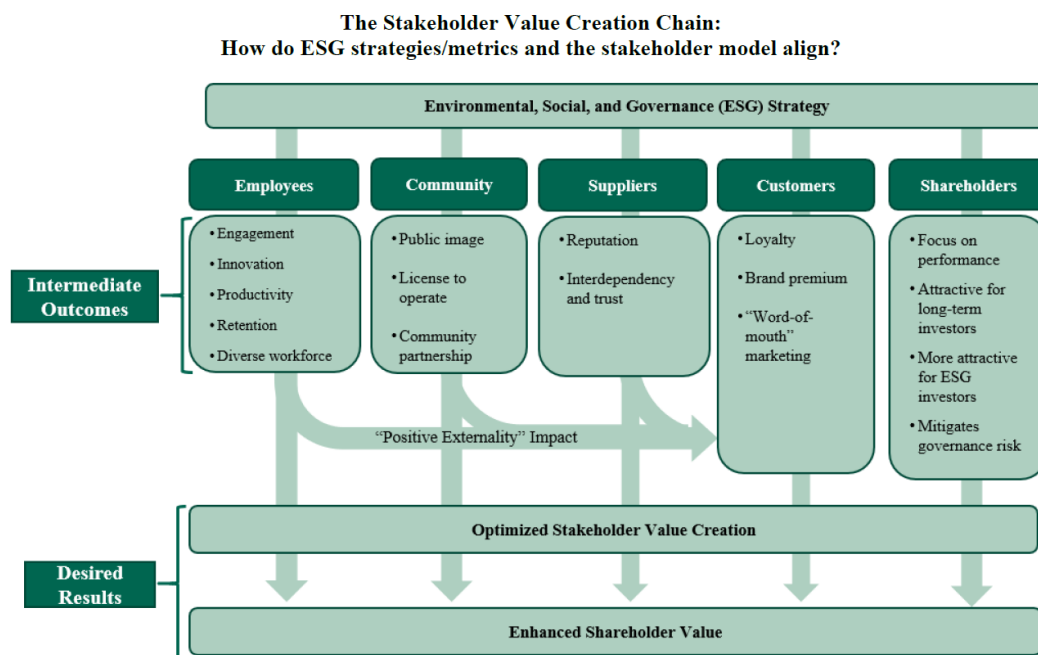 The Stakeholder Value Creation Chain:
How do ESG strategies/metrics and the stakeholder model align?
Environmental, Social, and Governance (ESG) Strategy
Employees
Community
Suppliers
Customers
Shareholders
Intermediate
Outcomes
• Engagement
• Innovation
• Productivity
• Retention
• Diverse workforce
• Public image
• License to
operate
• Community
partnership
• Reputation
• Interdependency
and trust
• Loyalty
• Brand premium
• “Word-of-
mouth”
marketing
• Focus on
performance
• Attractive for
long-term
investors
• More attractive
for ESG
investors
• Mitigates
governance risk
“Positive Externality” Impact
Desired
Results
Optimized Stakeholder Value Creation
Enhanced Shareholder Value